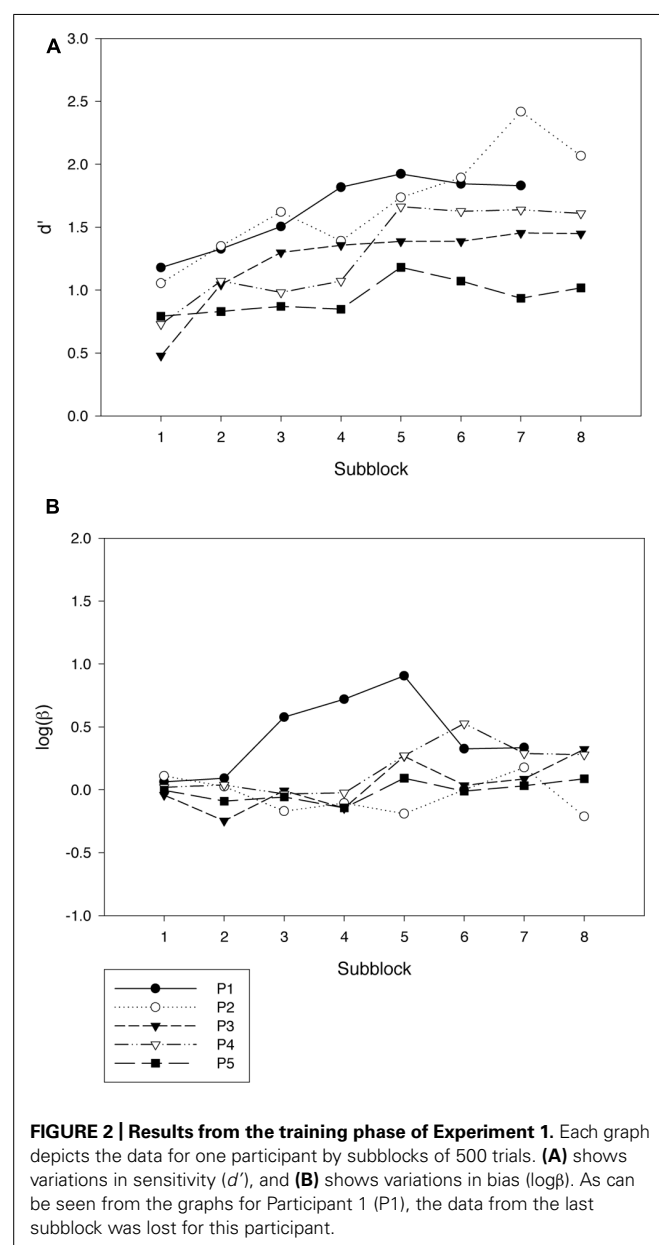 A
3.0
2.5
2.0
1.5
1.0
0.5
0.0
d'
1 2 3 4 5 6 7 8
Subblock
B
2.0
1.5
1.0
0.5
0.0
-0.5
-1.0
log(β)
1 2 3 4 5 6 7 8
Subblock
P1
P2
P3
P4
P5
FIGURE 2 | Results from the training phase of Experiment 1. Each graph
depicts the data for one participant by subblocks of 500 trials. (A) shows
variations in sensitivity (d'), and (B) shows variations in bias (logβ). As can
be seen from the graphs for Participant 1 (P1), the data from the last
subblock was lost for this participant.